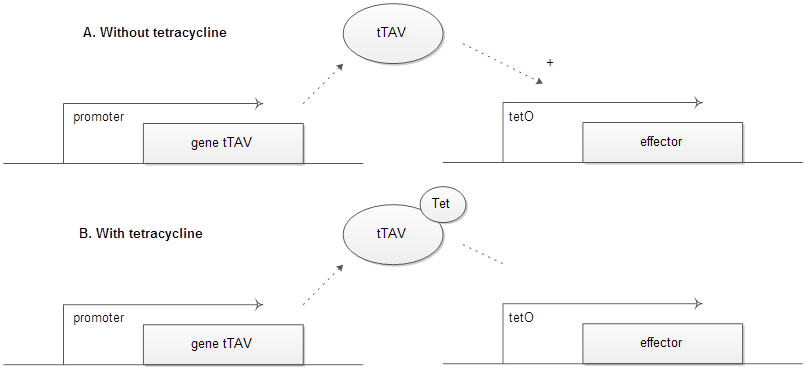 A. Without tetracycline
tTAV
+
promoter
gene tTAV
tetO
effector
B. With tetracycline
Tet
tTAV
promoter
gene tTAV
tetO
effector